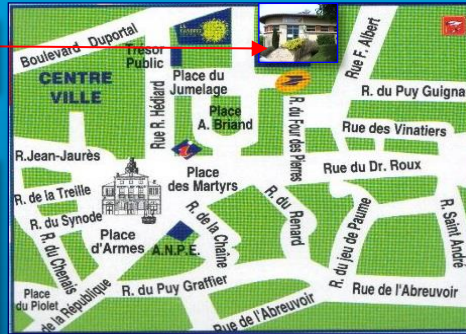 Boulevard Duportal
Trésor
Public
CENTRE
VILLE
Place du
Jumelage
Rue R. Hédiard
Place
A. Briand
R. du Four des Pierres
Rue F. Albert
R. du Puy Guigna
Rue des Vinatiers
R.Jean-Jaurès
Place
des Martyrs
Rue du Dr. Roux
R. de la Treille
R. du Synode
Place
d'Armes
A.N.P.E.
R. de la Chaîne
R. du Renard
R. du jeu de Paume
R. Saint André
R. du Chenais
Place
du Piolet
de la République
R. du Puy Graffier
Rue de l'Abreuvoir
Rue de l'Abreuvoir